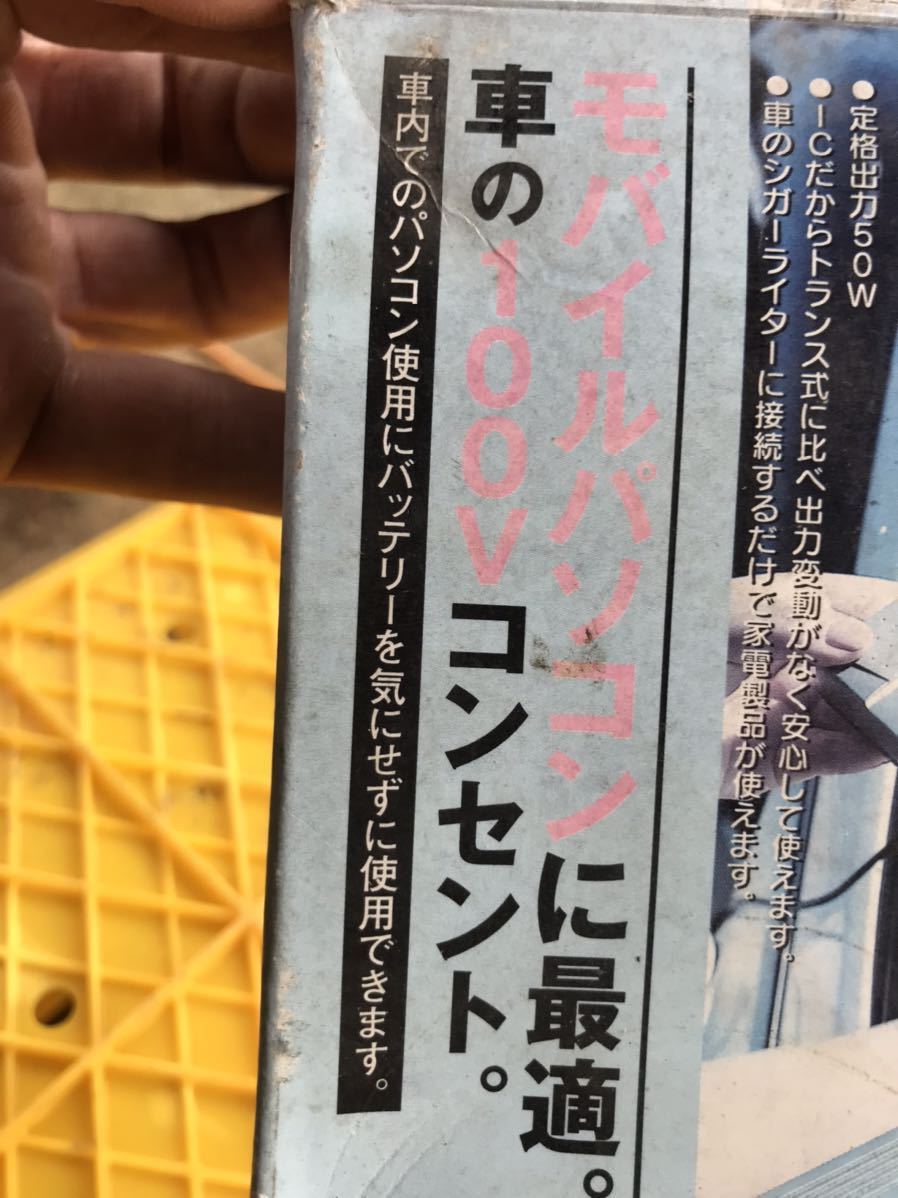 ●定格出力50W
●ICだからトランス式に比べ出力変動がなく安心して使えます。
●車のシガーライターに接続するだけで家電製品が使えます。
モバイルパソコンに最適。
車の100Vコンセント。
車内でのパソコン使用にバッテリーを気にせずに使用できます。